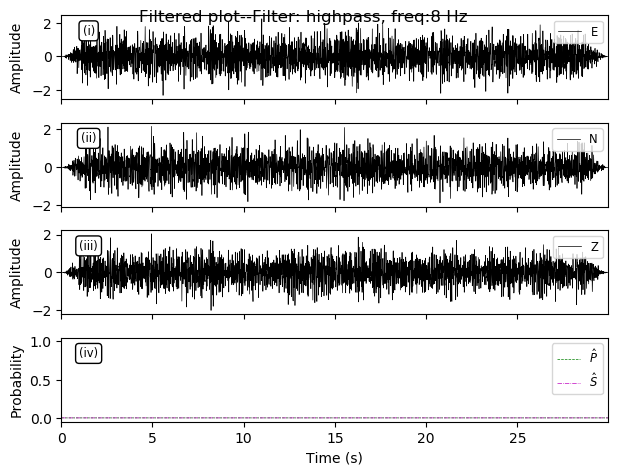 Filtered plot--Filter: highpass, freq:8 Hz
Amplitude
2
0
−2
(i)
E
Amplitude
2
0
−2
(ii)
N
Amplitude
2
0
−2
(iii)
Z
Probability
1.0
0.5
0.0
(iv)
P̂
Ŝ
0 5 10 15 20 25
Time (s)